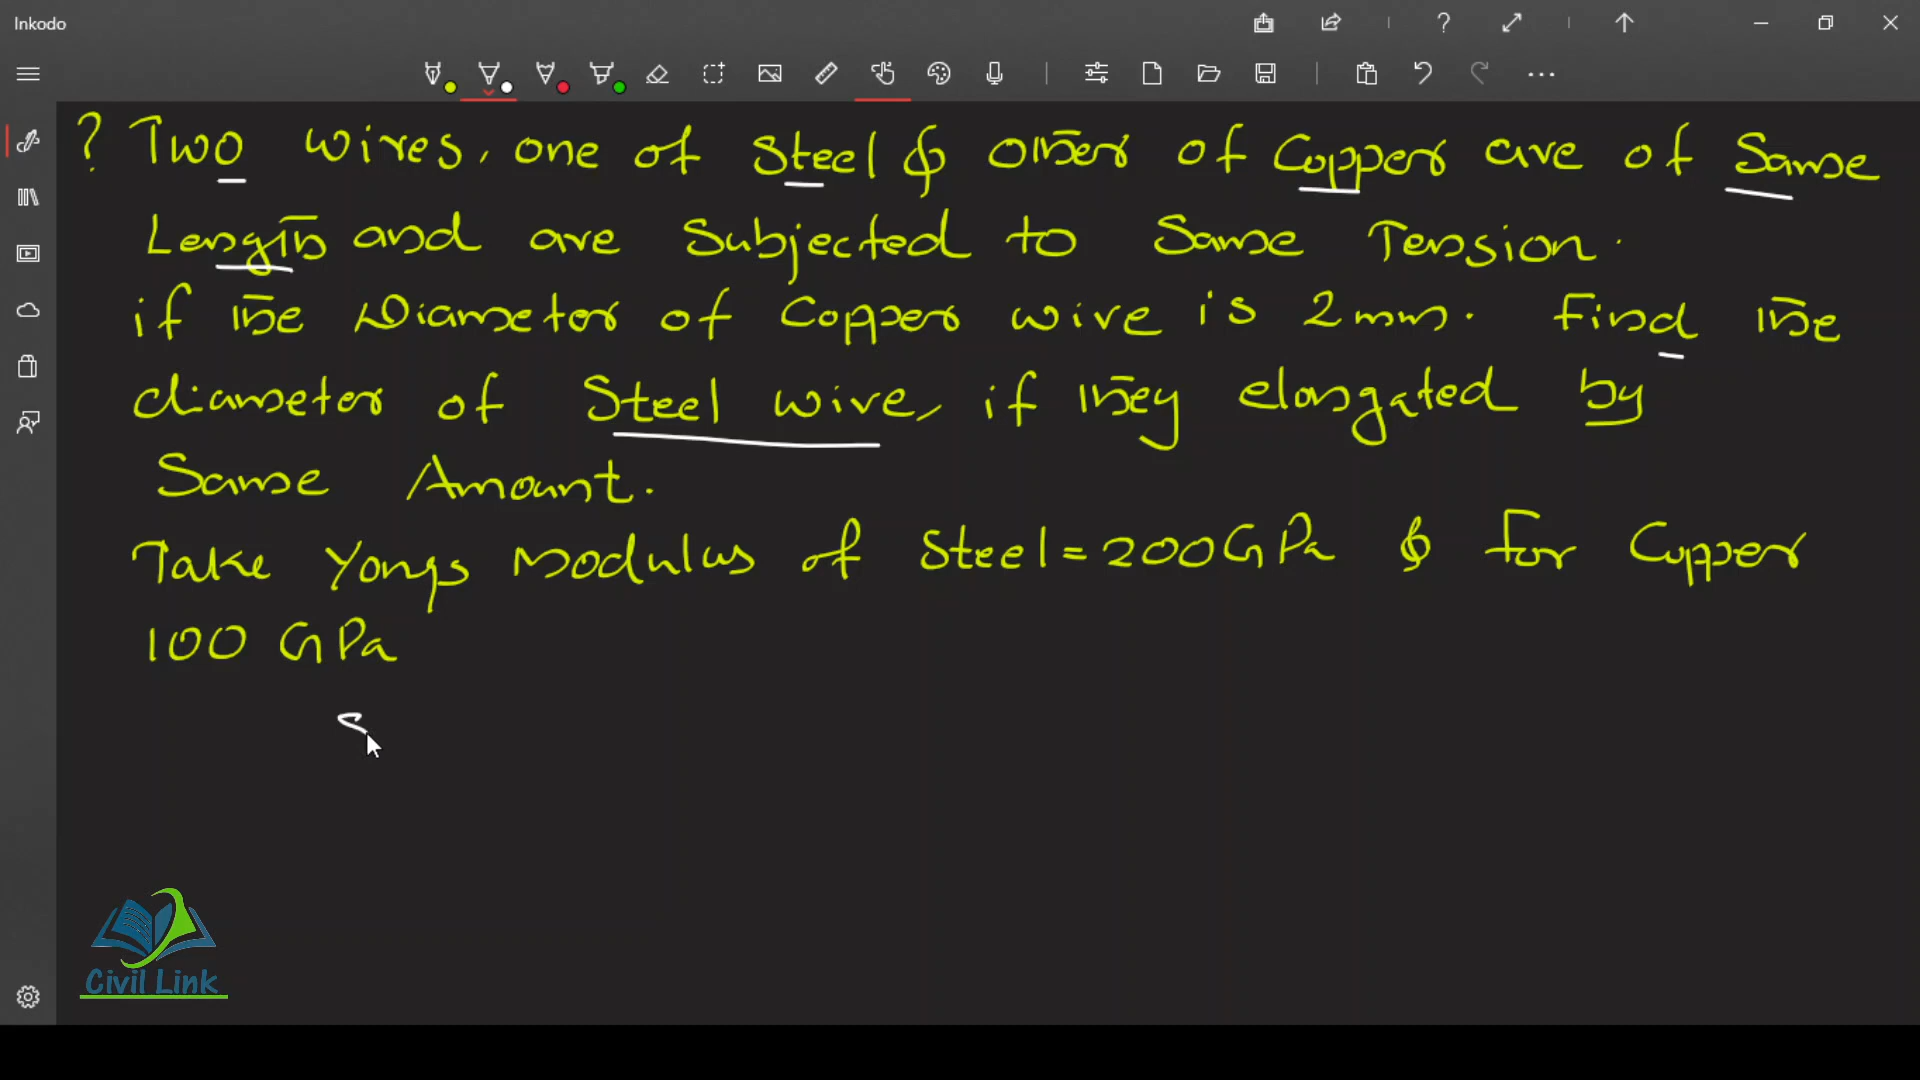 Inkodo
? Two wires, one of Steel & other of Copper are of Same
Length and are Subjected to Same Tension.
if the Diameter of Copper wire is 2mm. Find the
diameter of Steel wire, if they elongated by
Same Amount.
Take Yongs Modulus of Steel = 200GPa & for Copper
100 GPa
Civil Link